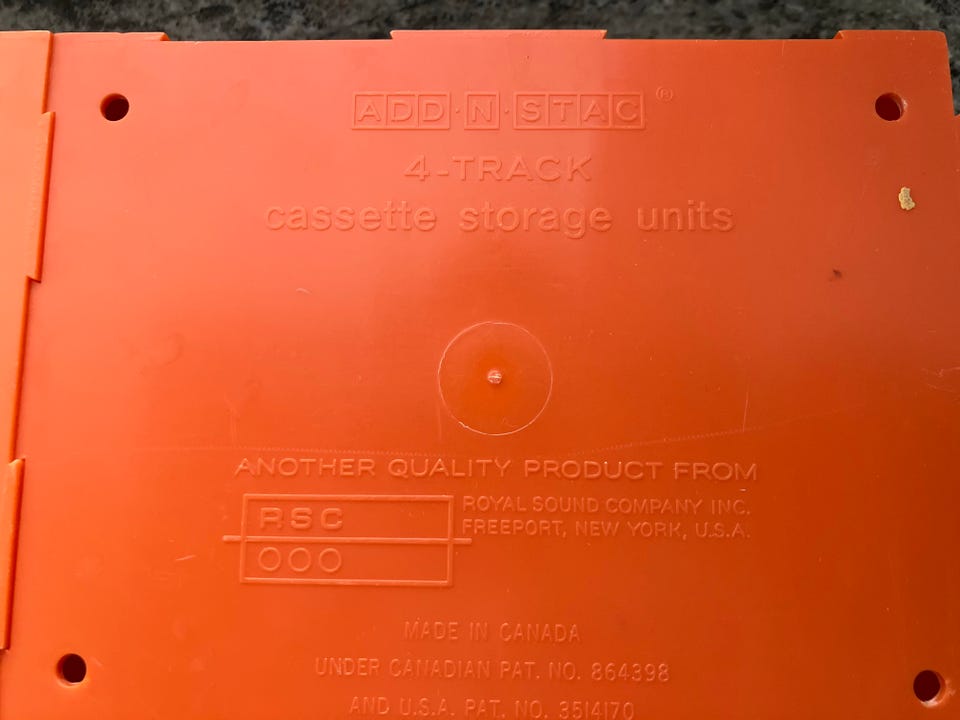 ADD·N·STAC®
4-TRACK
cassette storage units
ANOTHER QUALITY PRODUCT FROM
RSC
000
ROYAL SOUND COMPANY INC.
FREEPORT, NEW YORK, U.S.A.
MADE IN CANADA
UNDER CANADIAN PAT. NO. 864398
AND U.S.A. PAT. NO. 3514170